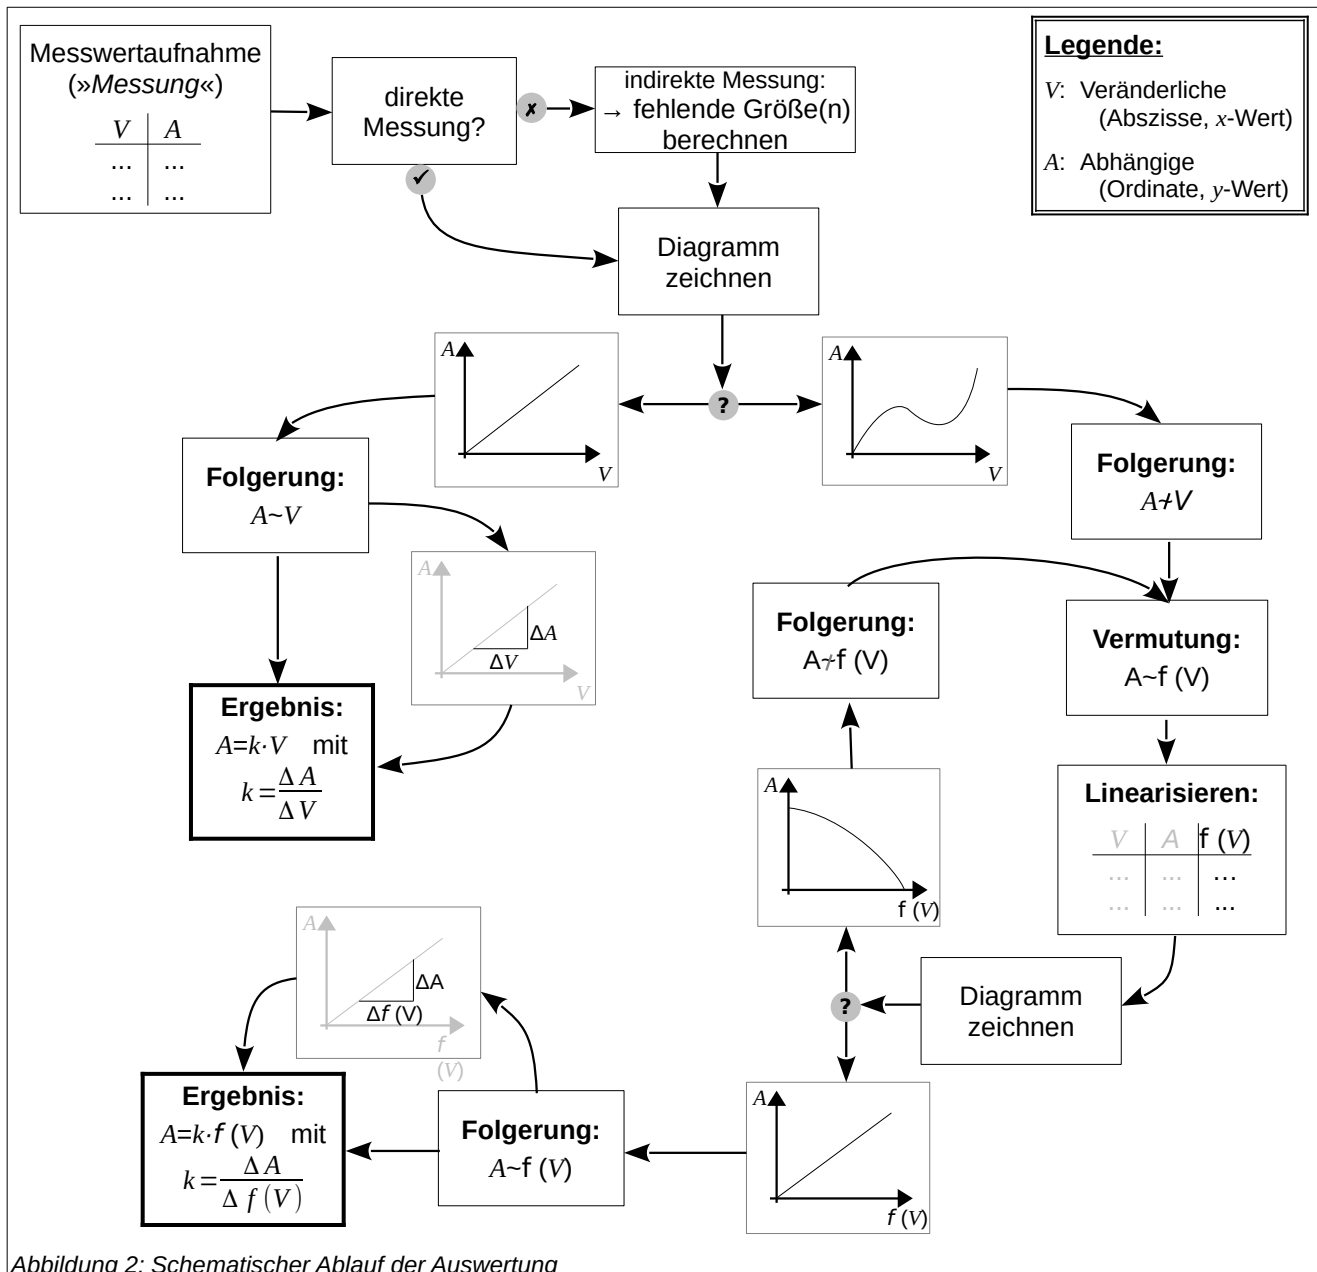 Messwertaufnahme
(»Messung«)
V A
... ...
... ...
direkte
Messung?
✗
✓
indirekte Messung:
→ fehlende Größe(n)
berechnen
Legende:
V: Veränderliche
(Abszisse, x-Wert)
A: Abhängige
(Ordinate, y-Wert)
Diagramm
zeichnen
?
A
V
A
V
Folgerung:
A~V
Folgerung:
A≁V
A
ΔA
ΔV
V
Ergebnis:
A=k·V mit
k=ΔA/ΔV
Folgerung:
A≁f (V)
Vermutung:
A~f (V)
Linearisieren:
V A f (V)
... ... ...
... ... ...
A
f (V)
Diagramm
zeichnen
?
A
ΔA
Δf (V)
f
(V)
A
f (V)
Folgerung:
A~f (V)
Ergebnis:
A=k·f (V) mit
k=ΔA/Δ f (V)
Abbildung 2: Schematischer Ablauf der Auswertung